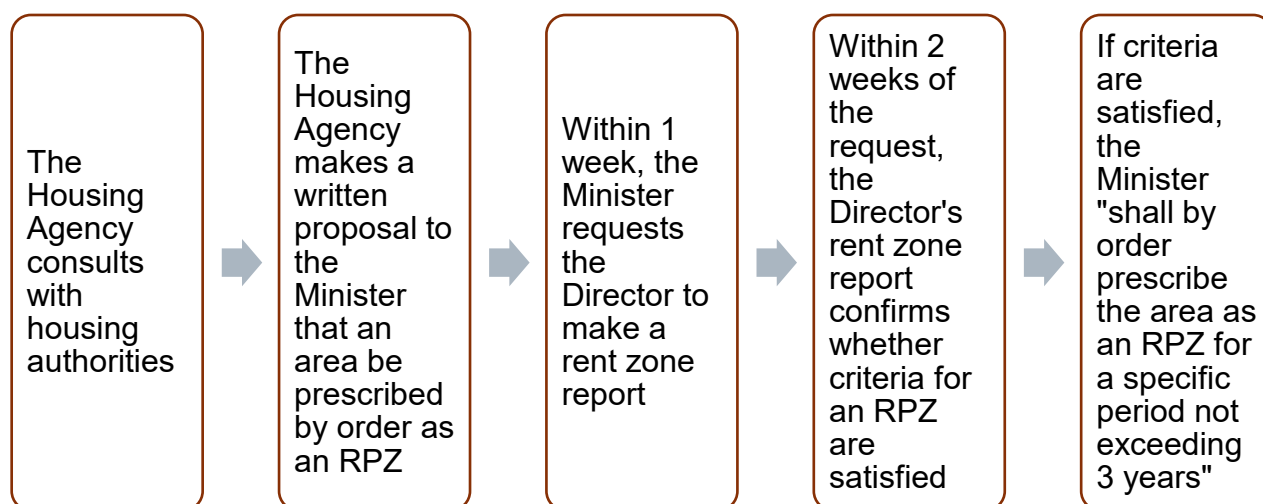 The
Housing
Agency
consults
with
housing
authorities
The
Housing
Agency
makes a
written
proposal to
the
Minister
that an
area be
prescribed
by order as
an RPZ
Within 1
week, the
Minister
requests
the
Director to
make a
rent zone
report
Within 2
weeks of
the
request,
the
Director's
rent zone
report
confirms
whether
criteria for
an RPZ
are
satisfied
If criteria
are
satisfied,
the
Minister
"shall by
order
prescribe
the area as
an RPZ for
a specific
period not
exceeding
3 years"